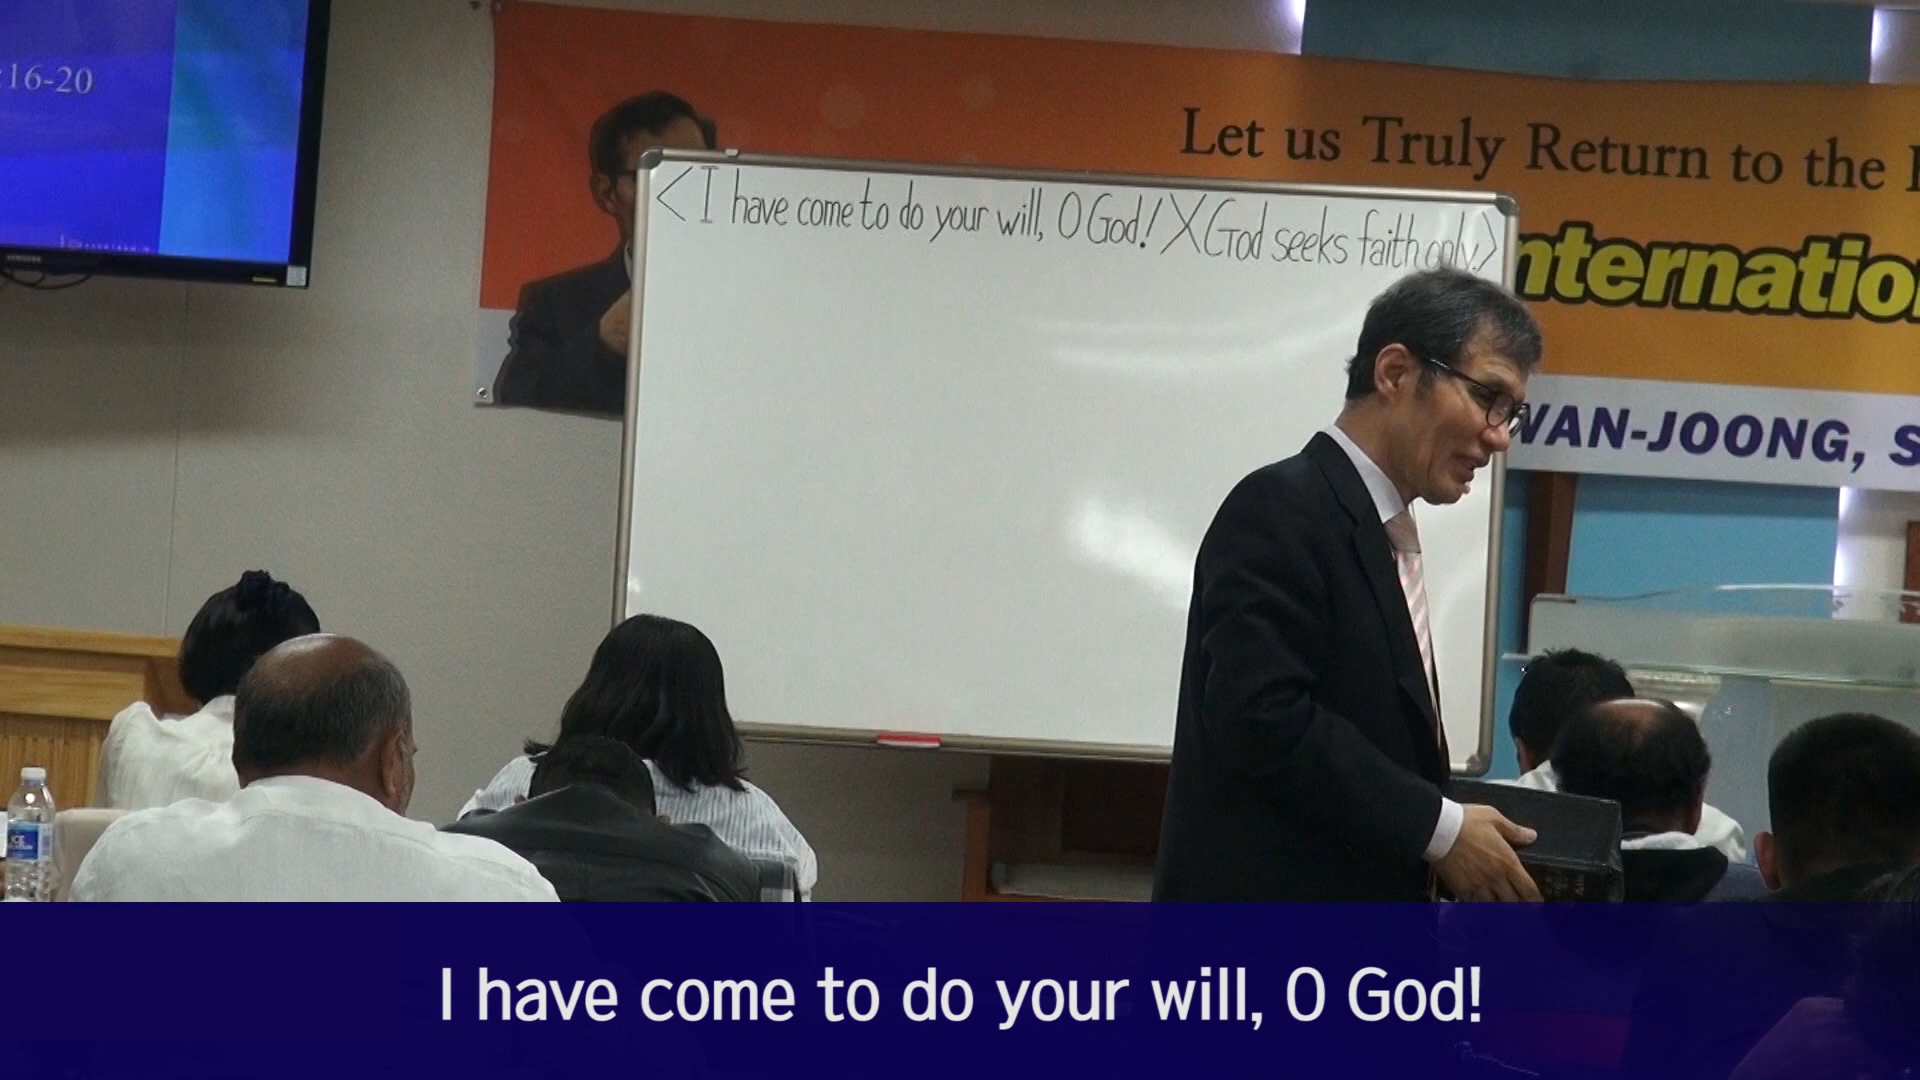 :16-20
Let us Truly Return to the
<I have come to do your will, O God! X God seeks faith only.>
nternatio
WAN-JOONG, S
SAMSUNG
I have come to do your will, O God!